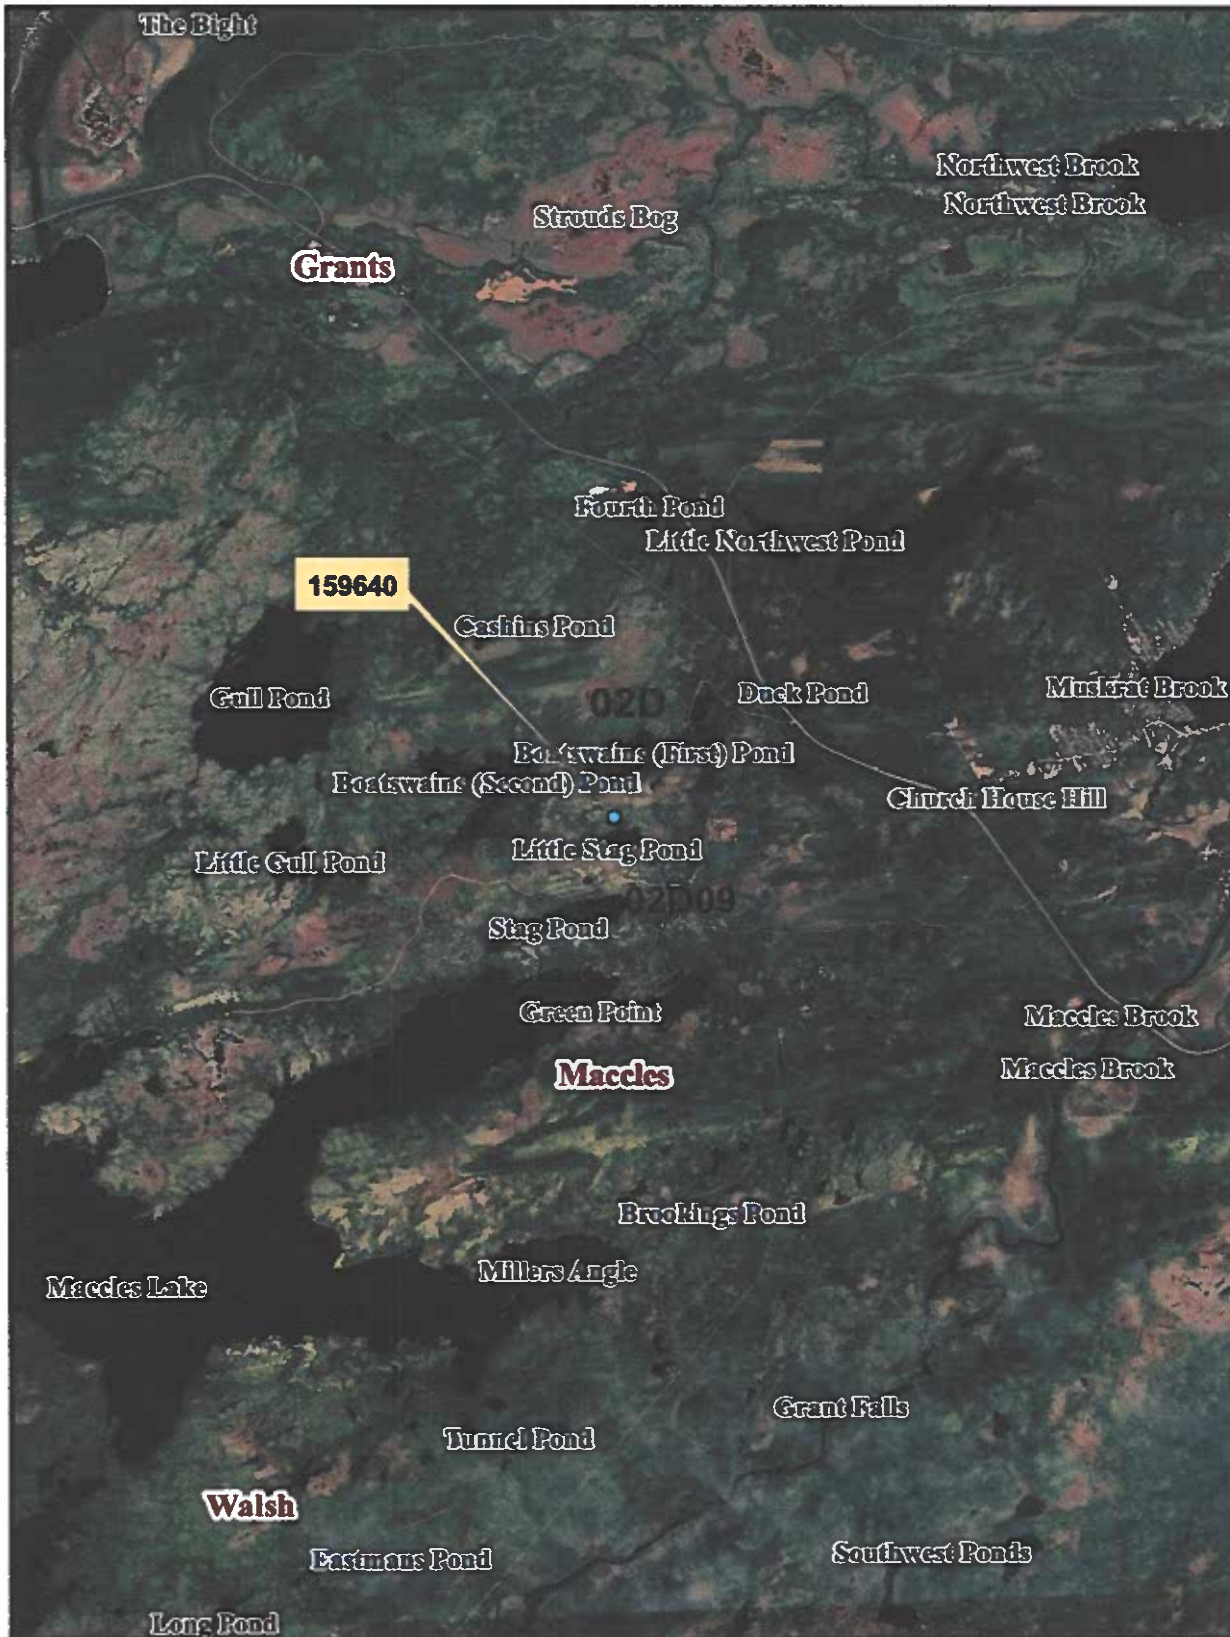 The Bight
Northwest Brook
Northwest Brook
Strouds Bog
Grants
Fourth Pond
Little Northwest Pond
159640
Cashins Pond
Gull Pond
02D
Duck Pond
Muskrat Brook
Boatswains (First) Pond
Boatswains (Second) Pond
Church House Hill
Little Stag Pond
Little Gull Pond
02D09
Stag Pond
Green Point
Maccles Brook
Maccles Brook
Maccles
Brookings Pond
Millers Angle
Maccles Lake
Grant Falls
Tunnel Pond
Walsh
Southwest Ponds
Eastmans Pond
Long Pond